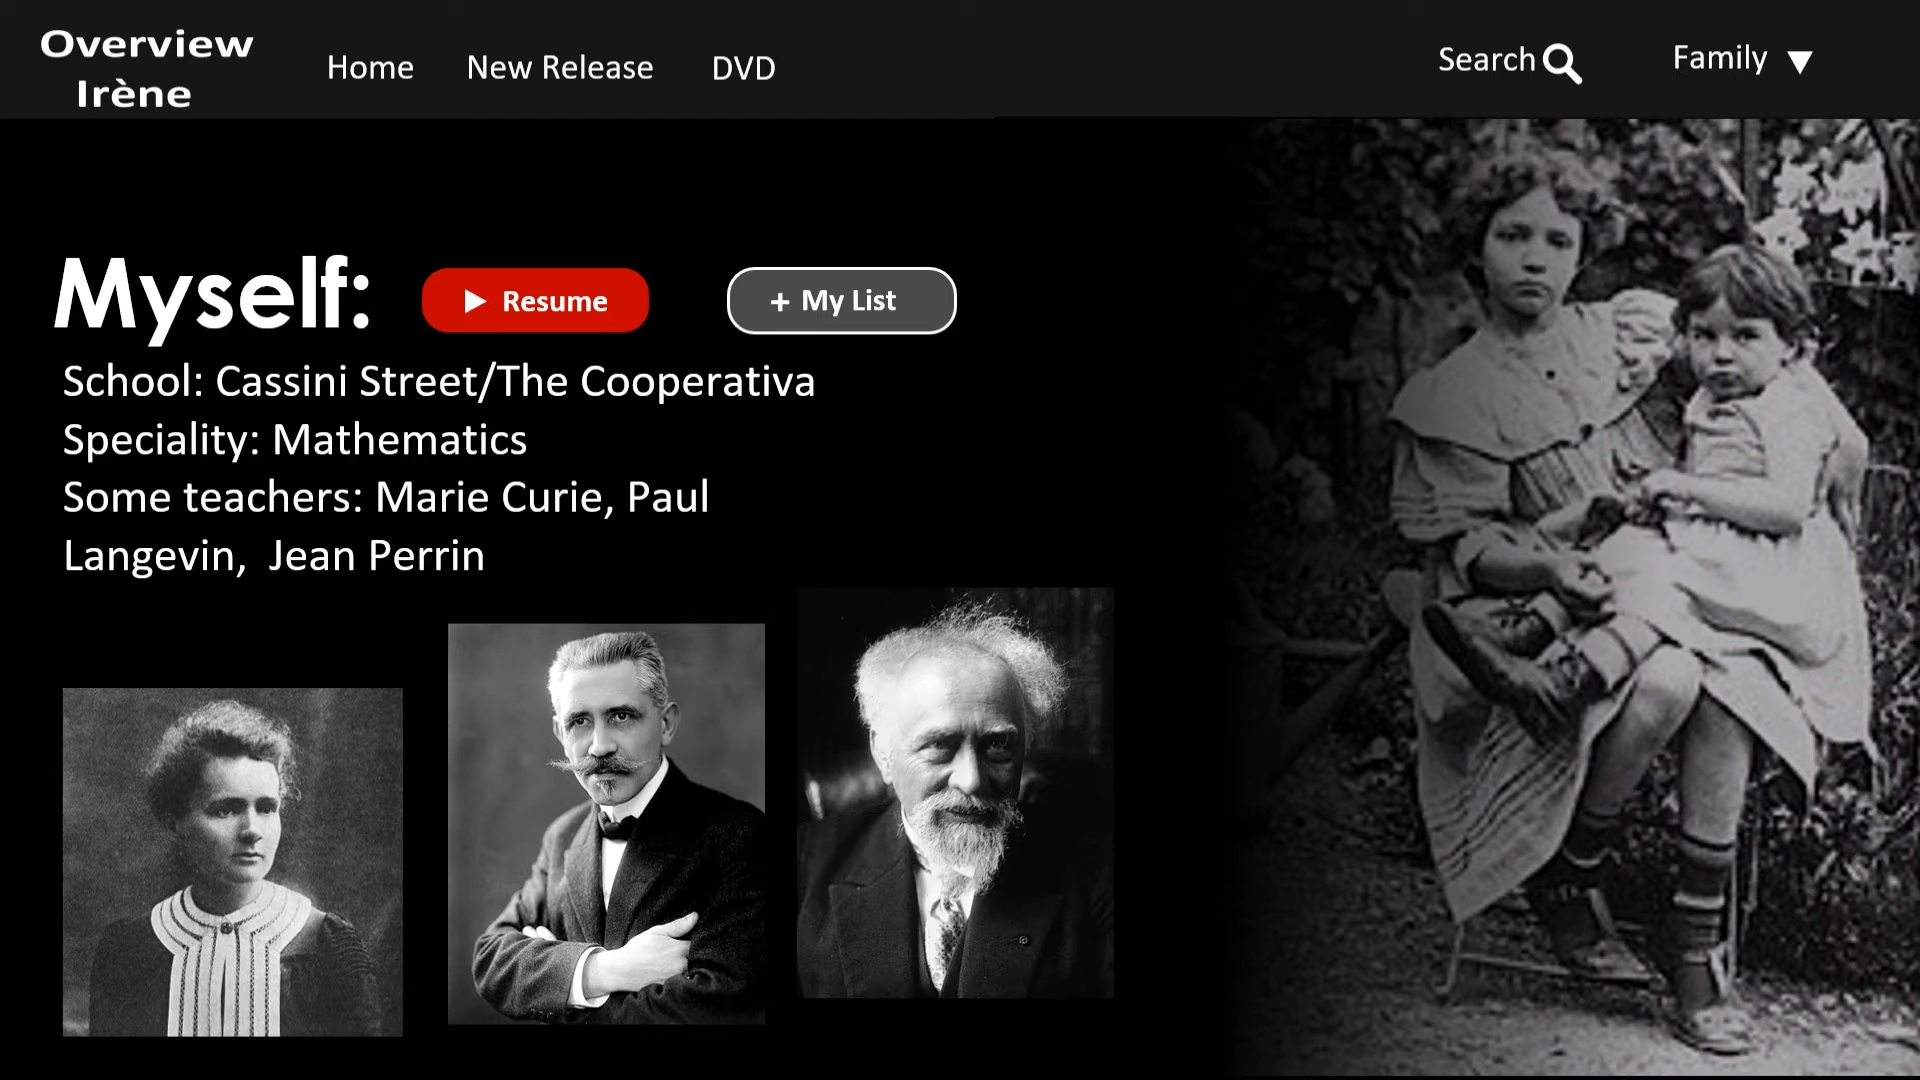 Overview
Irène
Home New Release DVD
Search Family
Myself:
Resume
+ My List
School: Cassini Street/The Cooperativa
Speciality: Mathematics
Some teachers: Marie Curie, Paul
Langevin, Jean Perrin